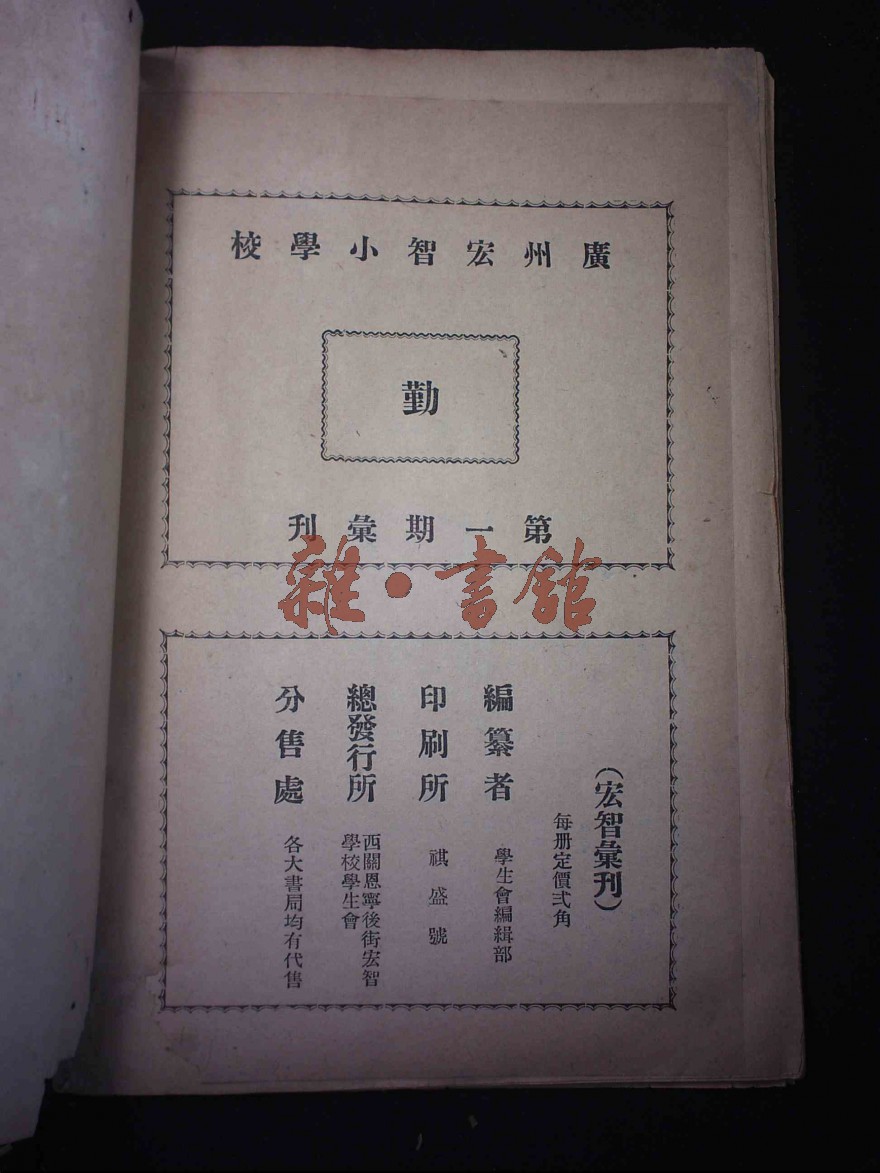 廣州宏智小學校
勤
第一期彙刊
雜·書館
（宏智彙刊）
每册定價弍角
編纂者 學生會編緝部
印刷所 祺盛號
總發行所 西關恩寧後街宏智
學校學生會
分售處 各大書局均有代售